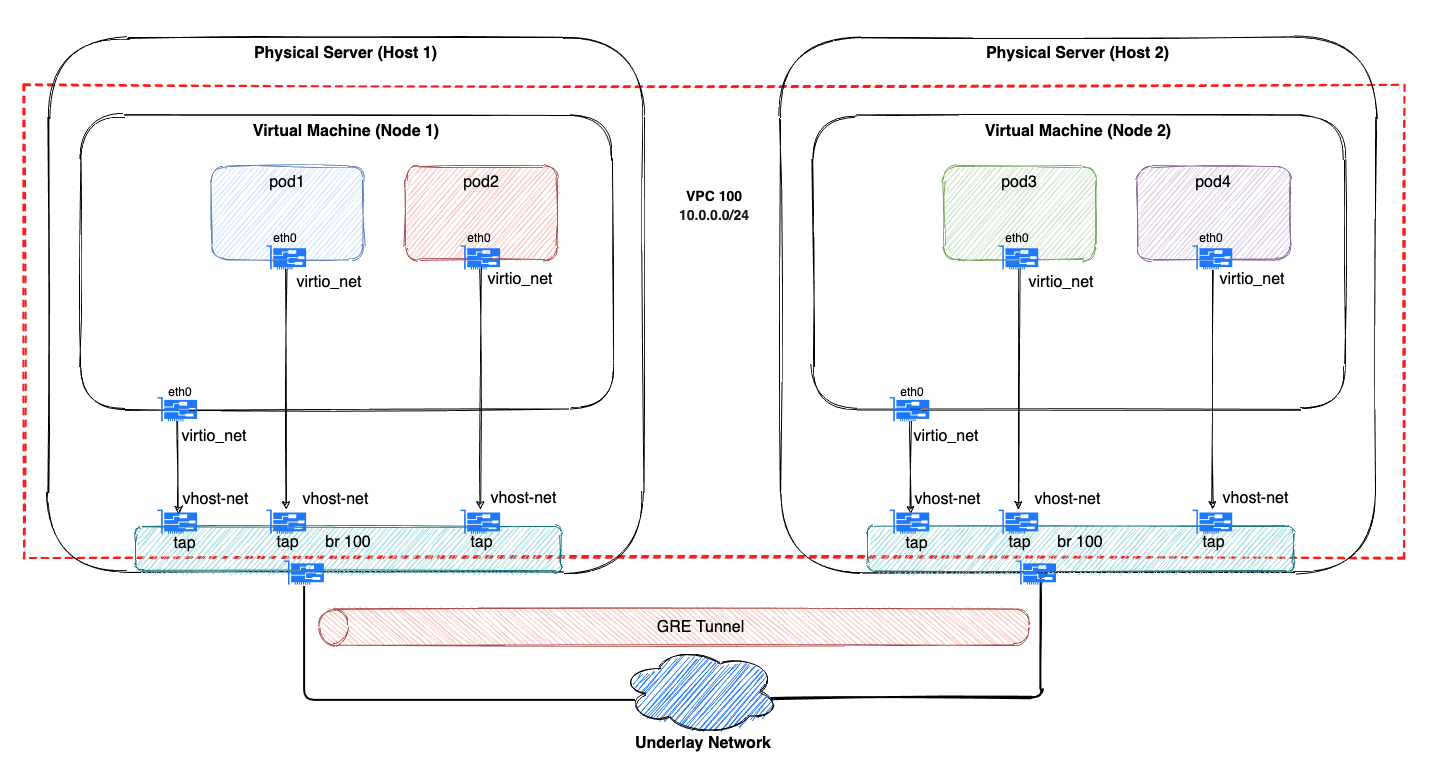 Physical Server (Host 1)
Physical Server (Host 2)
Virtual Machine (Node 1)
Virtual Machine (Node 2)
pod1
pod2
pod3
pod4
VPC 100
10.0.0.0/24
eth0
eth0
eth0
eth0
virtio_net
virtio_net
virtio_net
virtio_net
eth0
eth0
virtio_net
virtio_net
vhost-net
vhost-net
vhost-net
vhost-net
vhost-net
vhost-net
tap
tap
br 100
tap
tap
tap
br 100
tap
GRE Tunnel
Underlay Network